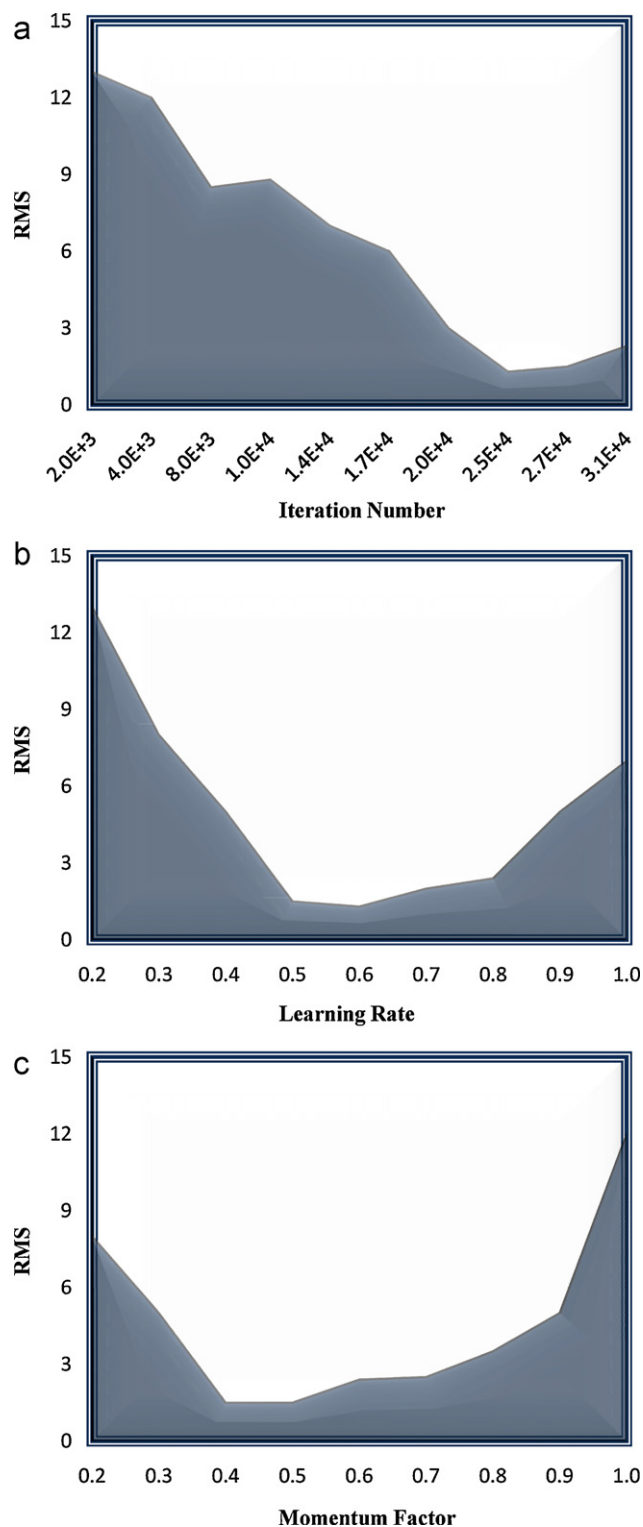 a
15
12
9
6
3
0
RMS
2.0E+3 4.0E+3 8.0E+3 1.0E+4 1.4E+4 1.7E+4 2.0E+4 2.5E+4 2.7E+4 3.1E+4
Iteration Number
b
15
12
9
6
3
0
RMS
0.2 0.3 0.4 0.5 0.6 0.7 0.8 0.9 1.0
Learning Rate
c
15
12
9
6
3
0
RMS
0.2 0.3 0.4 0.5 0.6 0.7 0.8 0.9 1.0
Momentum Factor